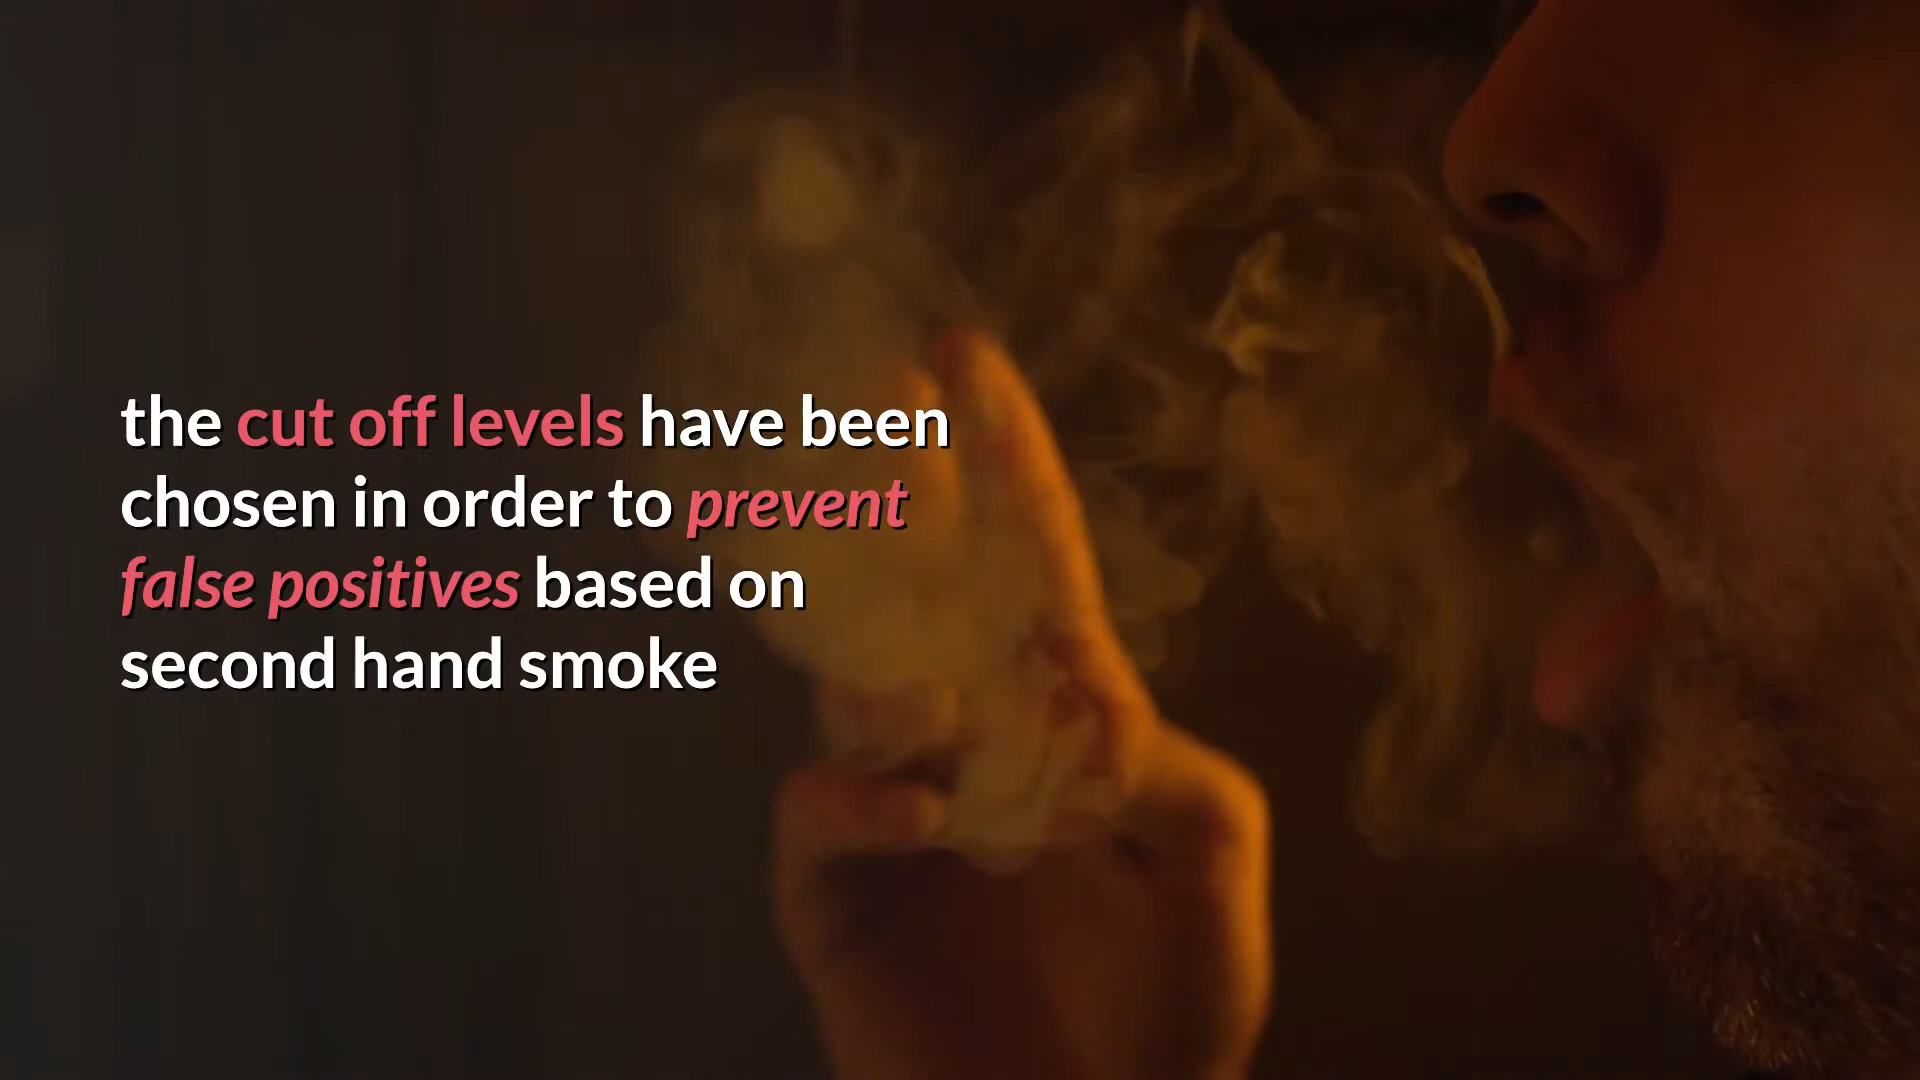 the cut off levels have been
chosen in order to prevent
false positives based on
second hand smoke